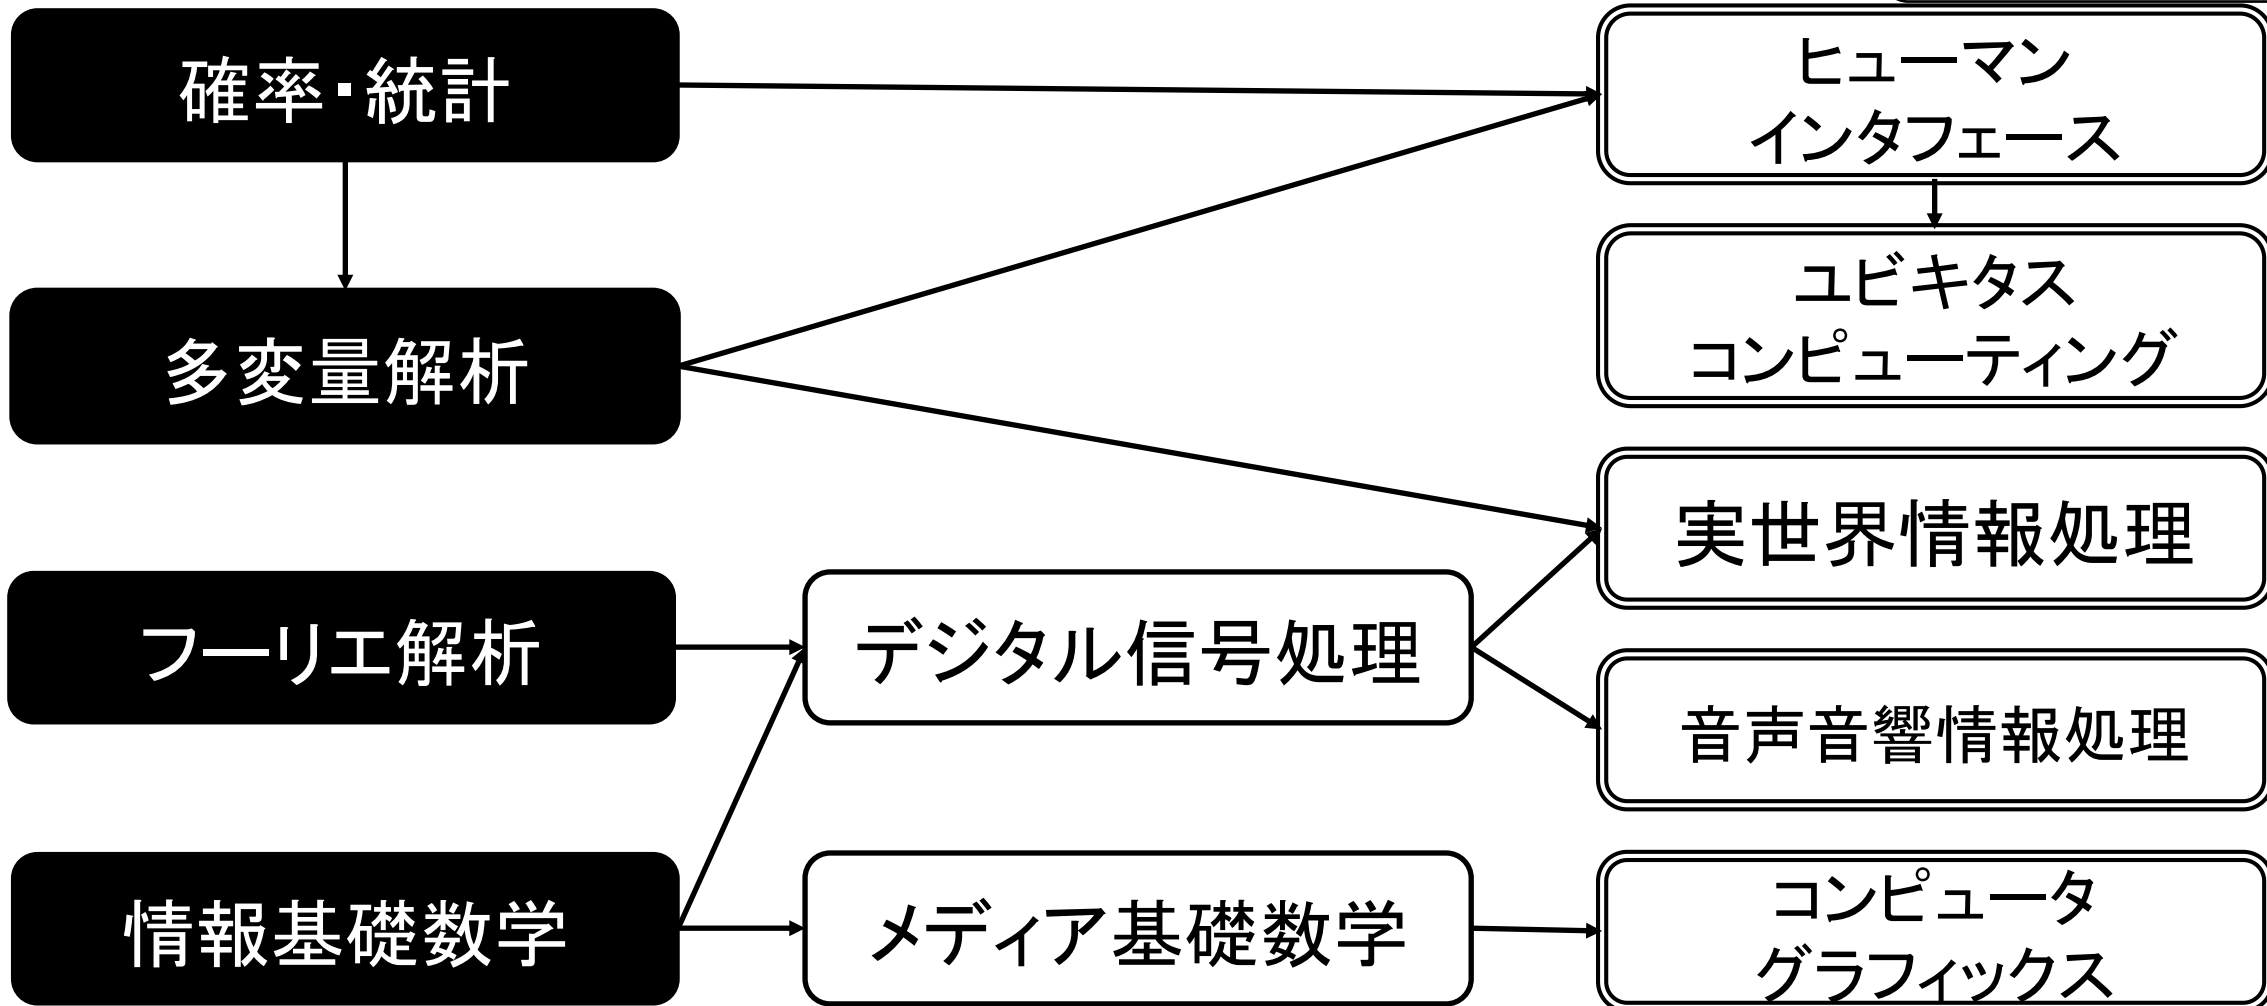 確率・統計
ヒューマン
インタフェース
多変量解析
ユビキタス
コンピューティング
実世界情報処理
フーリエ解析
デジタル信号処理
音声音響情報処理
情報基礎数学
メディア基礎数学
コンピュータ
グラフィックス